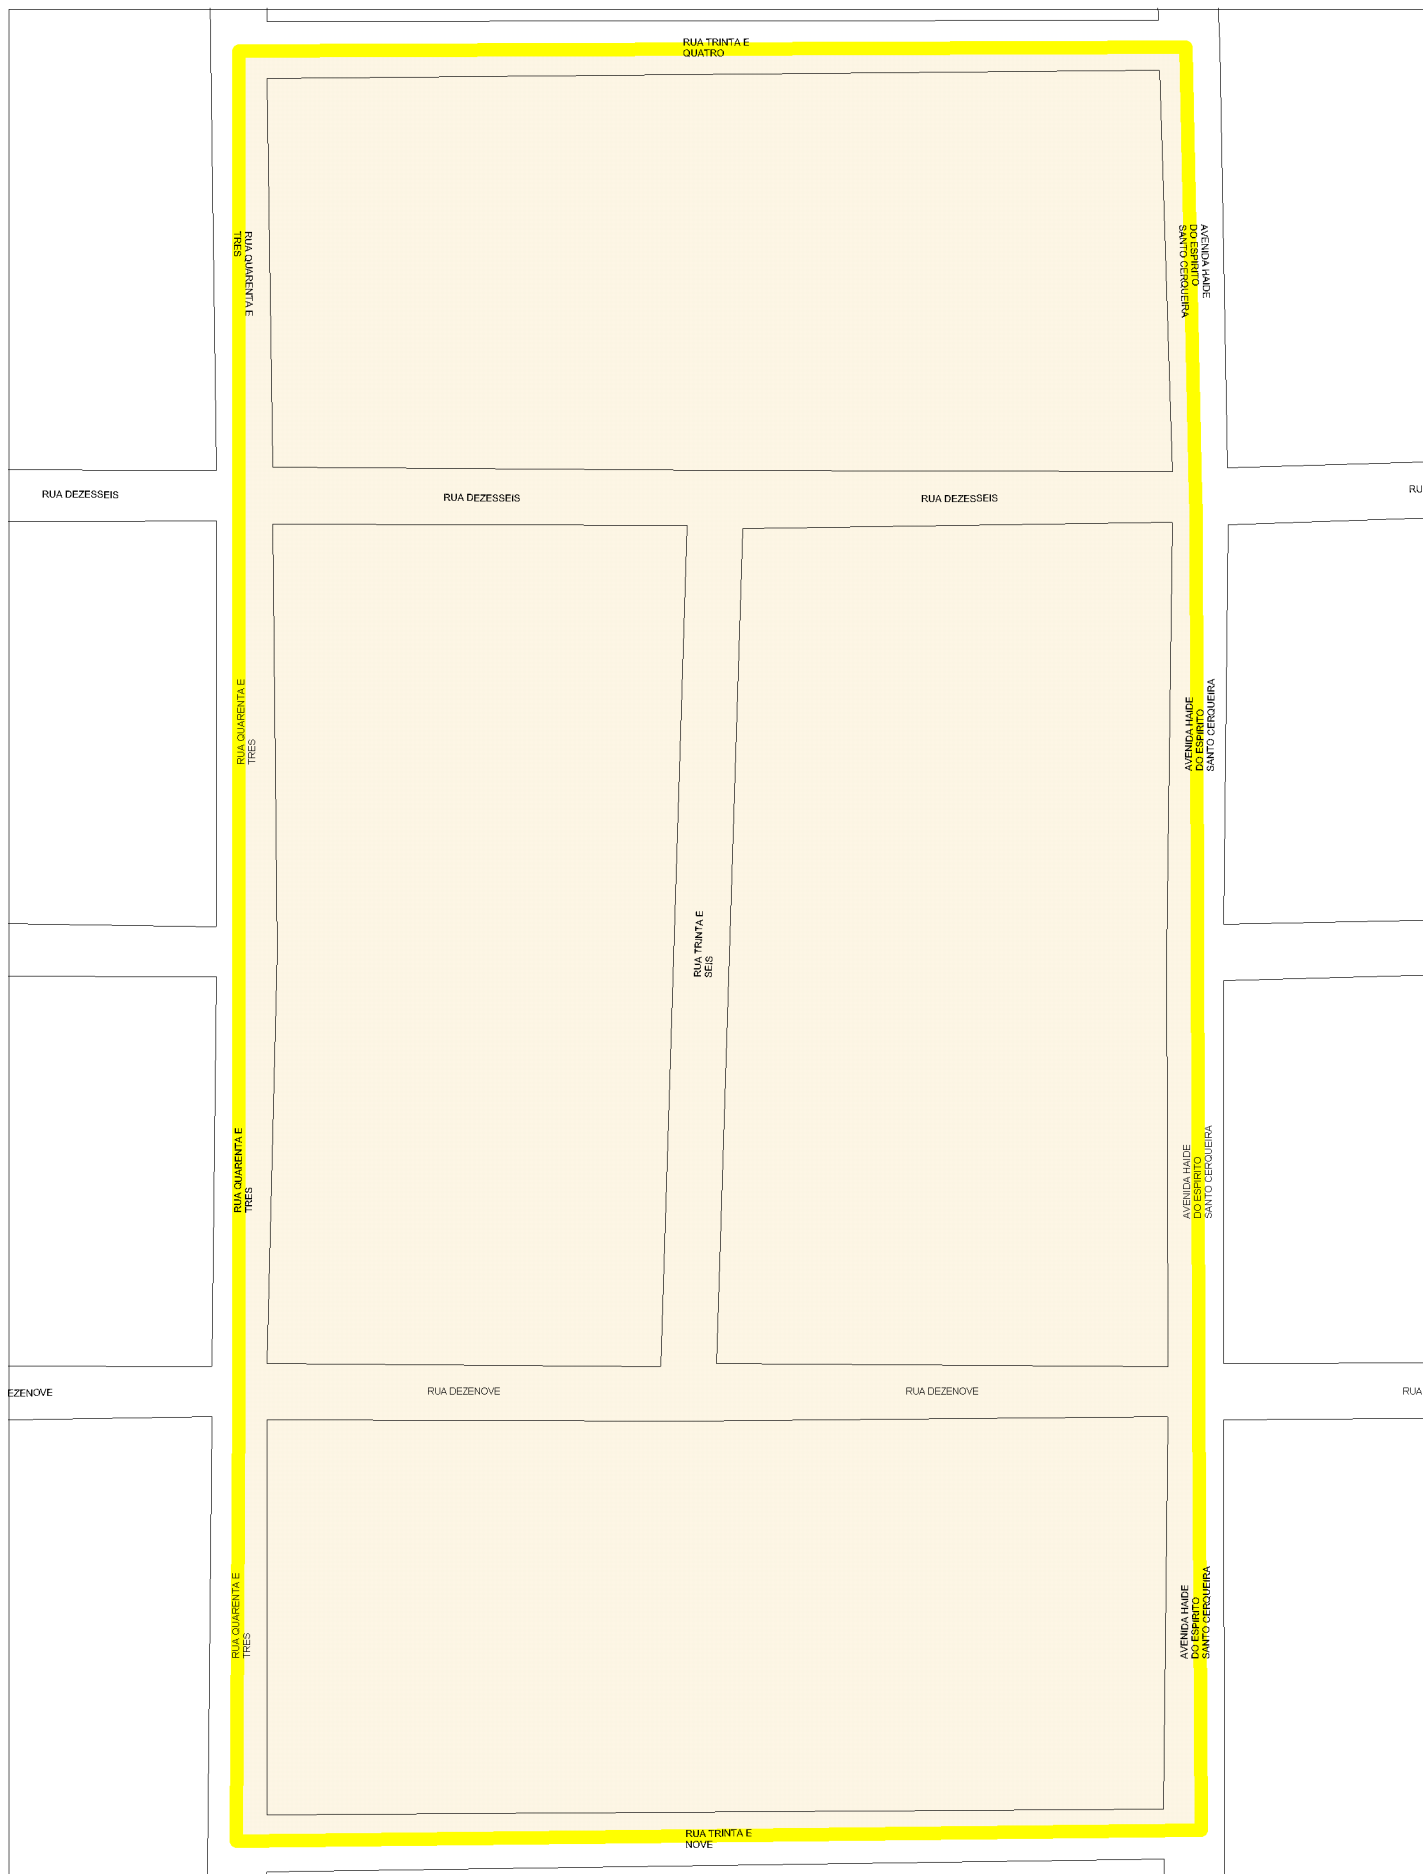 RUA TRINTA E
QUATRO
RUA QUARENTA E
TRES
AVENIDA HAIDE
DO ESPIRITO
SANTO CERQUEIRA
RUA DEZESSEIS
RUA DEZESSEIS
RUA DEZESSEIS
RU
RUA QUARENTA E
TRES
AVENIDA HAIDE
DO ESPIRITO
SANTO CERQUEIRA
RUA TRINTA E
SEIS
RUA QUARENTA E
TRES
AVENIDA HAIDE
DO ESPIRITO
SANTO CERQUEIRA
EZENOVE
RUA DEZENOVE
RUA DEZENOVE
RUA
RUA QUARENTA E
TRES
AVENIDA HAIDE
DO ESPIRITO
SANTO CERQUEIRA
RUA TRINTA E
NOVE